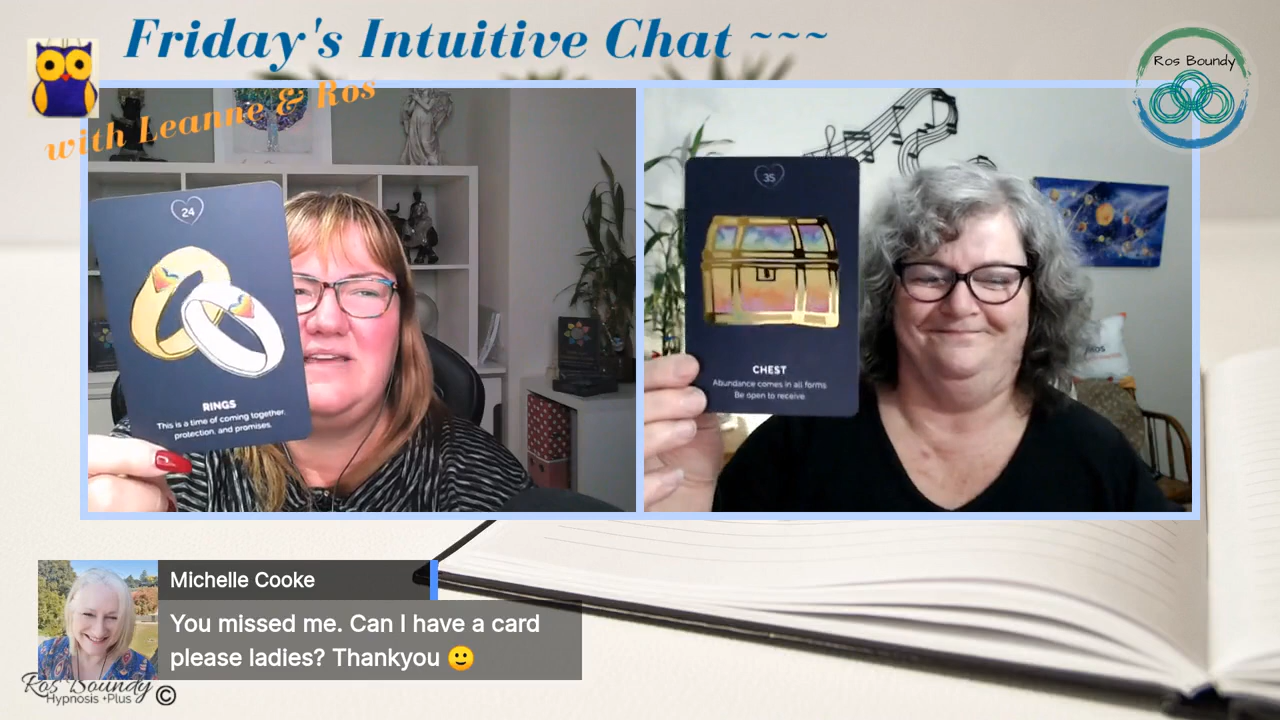 Friday's Intuitive Chat ~~~
with Leanne & Ros
Ros Boundy
24
RINGS
This is a time of coming together,
protection, and promises.
35
CHEST
Abundance comes in all forms
Be open to receive
Michelle Cooke
You missed me. Can I have a card
please ladies? Thankyou 🙂
Ros Boundy
Hypnosis +Plus ©